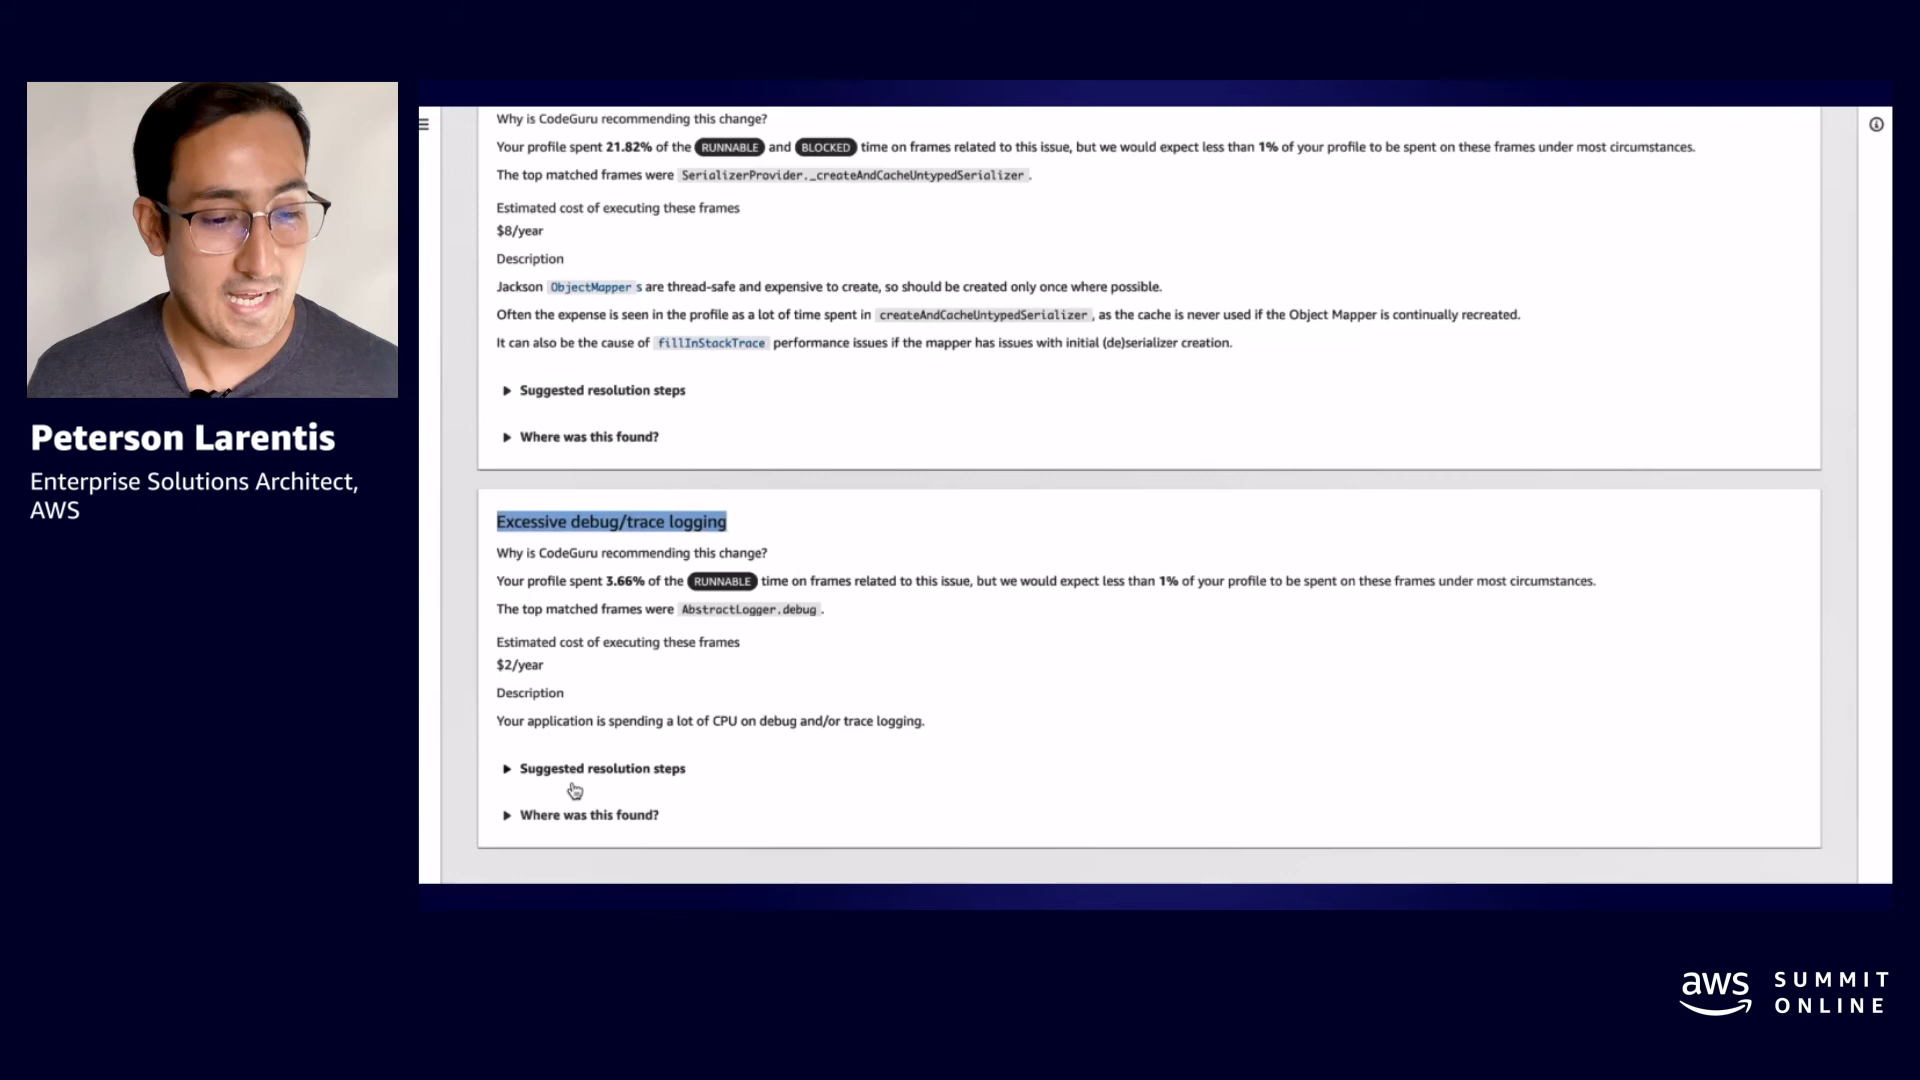 Why is CodeGuru recommending this change?
Your profile spent 21.82% of the RUNNABLE and BLOCKED time on frames related to this issue, but we would expect less than 1% of your profile to be spent on these frames under most circumstances.
The top matched frames were SerializerProvider._createAndCacheUntypedSerializer.
Estimated cost of executing these frames
$8/year
Description
Jackson ObjectMapper s are thread-safe and expensive to create, so should be created only once where possible.
Often the expense is seen in the profile as a lot of time spent in createAndCacheUntypedSerializer, as the cache is never used if the Object Mapper is continually recreated.
It can also be the cause of fillInStackTrace performance issues if the mapper has issues with initial (de)serializer creation.
Suggested resolution steps
Where was this found?
Excessive debug/trace logging
Why is CodeGuru recommending this change?
Your profile spent 3.66% of the RUNNABLE time on frames related to this issue, but we would expect less than 1% of your profile to be spent on these frames under most circumstances.
The top matched frames were AbstractLogger.debug.
Estimated cost of executing these frames
$2/year
Description
Your application is spending a lot of CPU on debug and/or trace logging.
Suggested resolution steps
Where was this found?
Peterson Larentis
Enterprise Solutions Architect,
AWS
aws SUMMIT
ONLINE